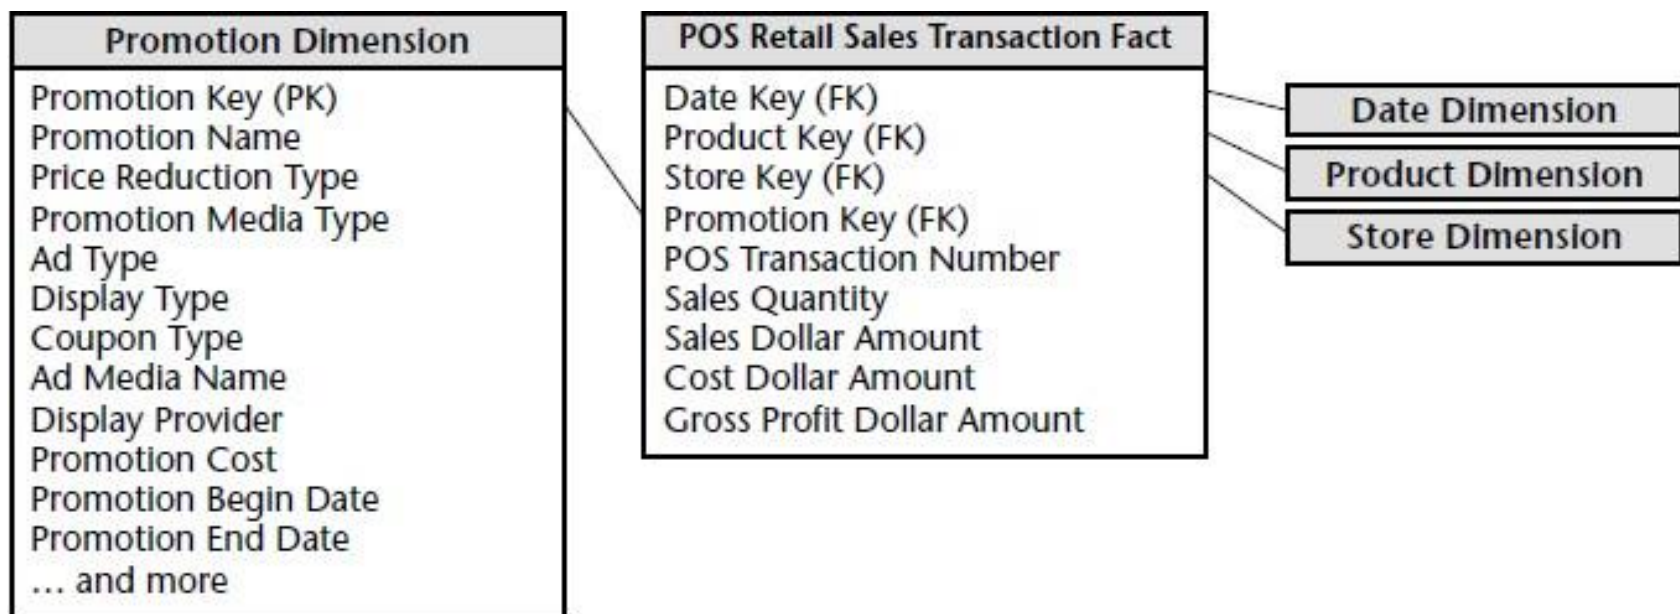 Promotion Dimension
Promotion Key (PK)
Promotion Name
Price Reduction Type
Promotion Media Type
Ad Type
Display Type
Coupon Type
Ad Media Name
Display Provider
Promotion Cost
Promotion Begin Date
Promotion End Date
... and more
POS Retail Sales Transaction Fact
Date Key (FK)
Product Key (FK)
Store Key (FK)
Promotion Key (FK)
POS Transaction Number
Sales Quantity
Sales Dollar Amount
Cost Dollar Amount
Gross Profit Dollar Amount
Date Dimension
Product Dimension
Store Dimension